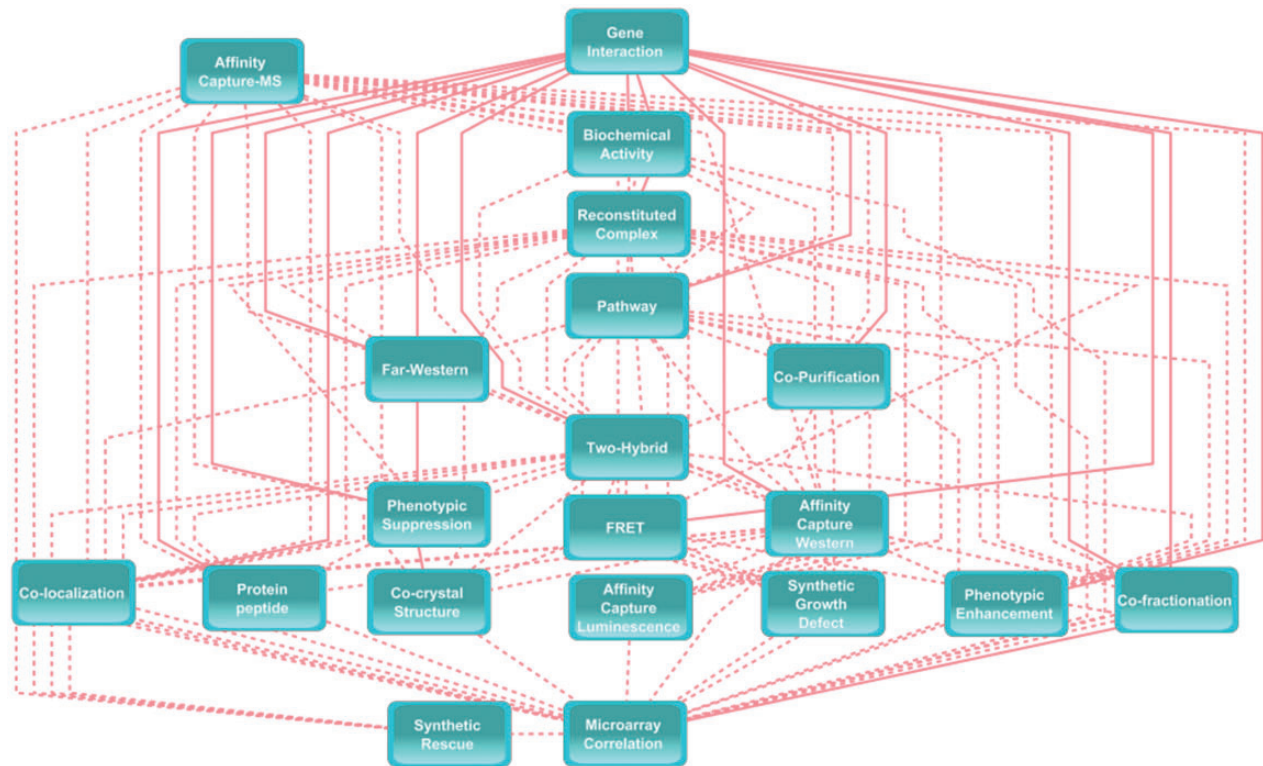 Gene
Interaction
Affinity
Capture-MS
Biochemical
Activity
Reconstituted
Complex
Pathway
Far-Western
Co-Purification
Two-Hybrid
Phenotypic
Suppression
FRET
Affinity
Capture
Western
Co-localization
Protein
peptide
Co-crystal
Structure
Affinity
Capture
Luminescence
Synthetic
Growth
Defect
Phenotypic
Enhancement
Co-fractionation
Synthetic
Rescue
Microarray
Correlation